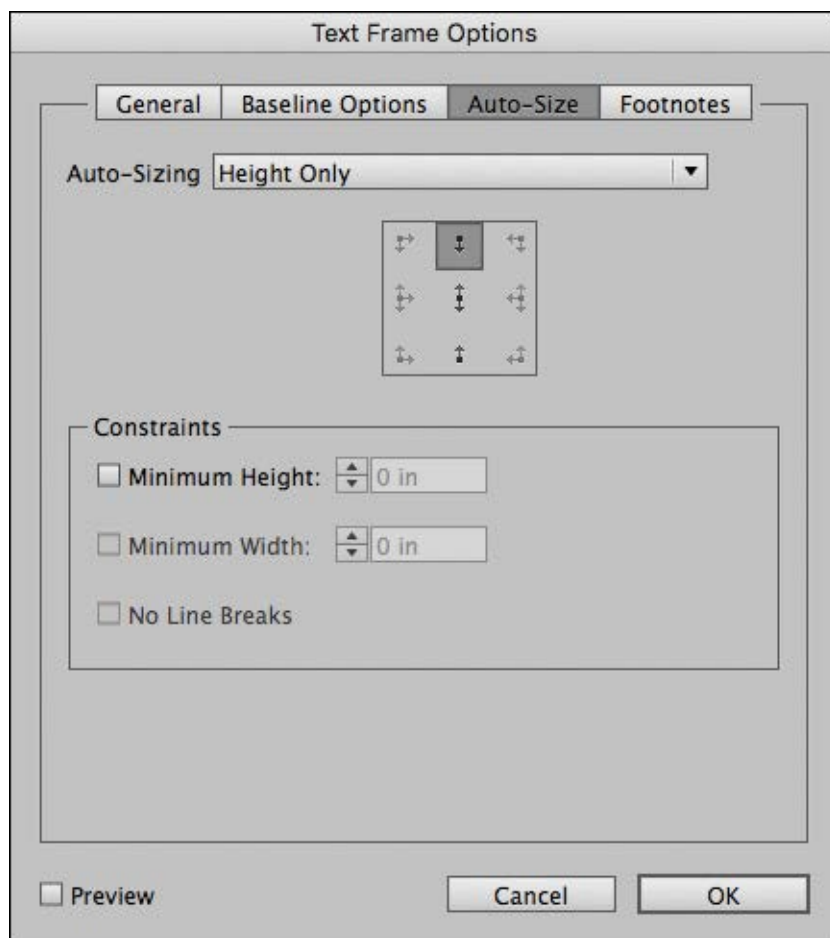 Text Frame Options
General Baseline Options Auto-Size Footnotes
Auto-Sizing Height Only
Constraints
Minimum Height: 0 in
Minimum Width: 0 in
No Line Breaks
Preview Cancel OK